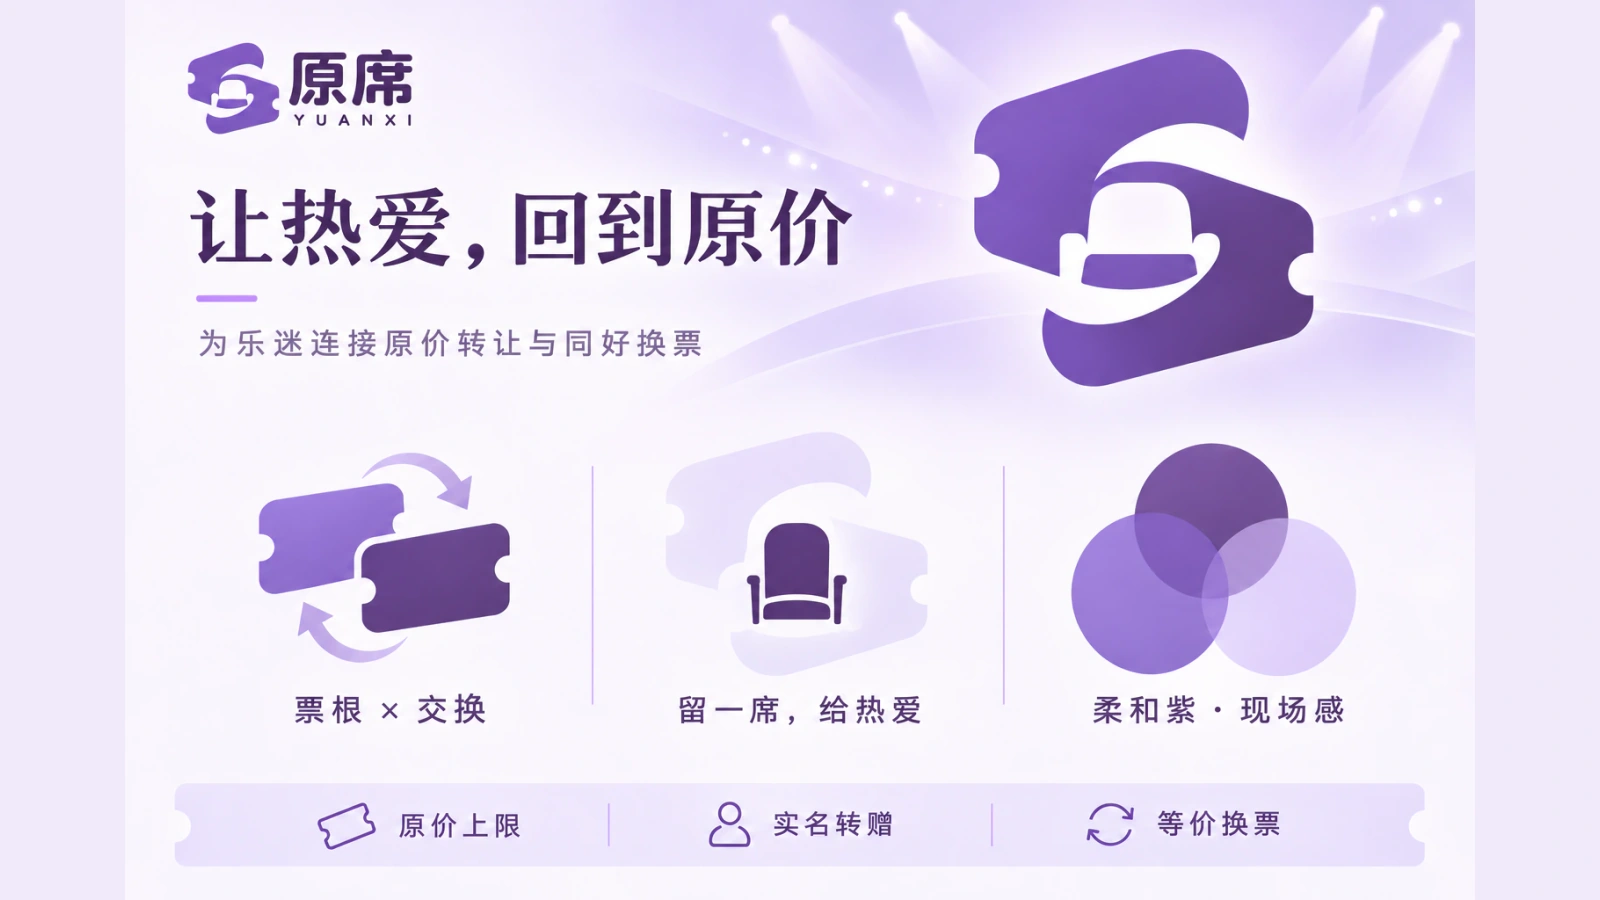 原席
YUANXI
让热爱，回到原价
为乐迷连接原价转让与同好换票
票根 × 交换
留一席，给热爱
柔和紫·现场感
原价上限
实名转赠
等价换票